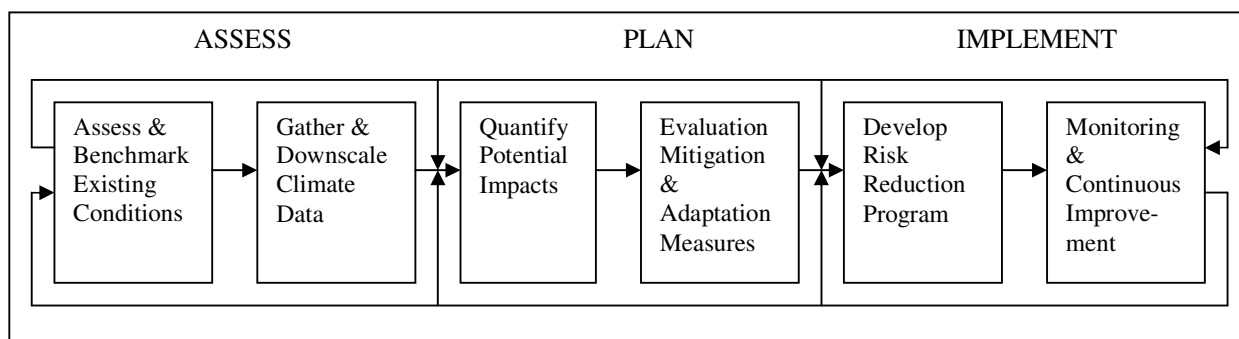 ASSESS
PLAN
IMPLEMENT
Assess &
Benchmark
Existing
Conditions
Gather &
Downscale
Climate
Data
Quantify
Potential
Impacts
Evaluation
Mitigation
&
Adaptation
Measures
Develop
Risk
Reduction
Program
Monitoring
&
Continuous
Improve-
ment